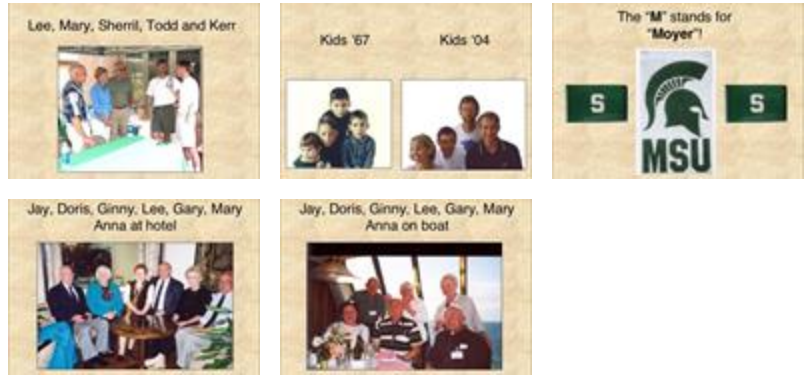 Lee, Mary, Sherril, Todd and Kerr
Kids '67
Kids '04
The “M” stands for
“Moyer”!
S
MSU
S
Jay, Doris, Ginny, Lee, Gary, Mary
Anna at hotel
Jay, Doris, Ginny, Lee, Gary, Mary
Anna on boat